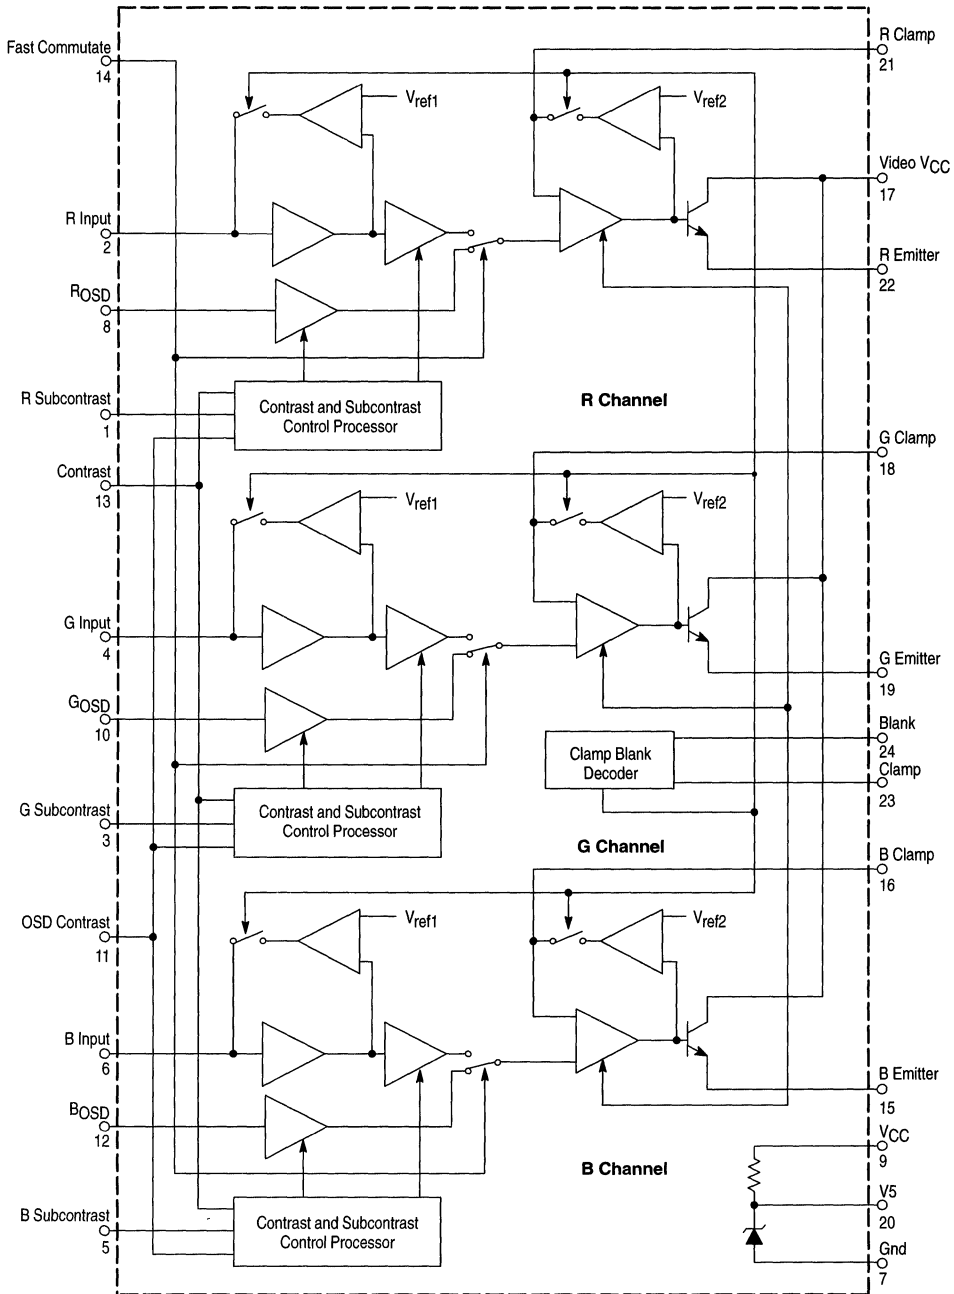 Fast Commutate
14
R Clamp
21
Vref1
Vref2
Video VCC
17
R Input
2
R Emitter
22
ROSD
8
R Subcontrast
1
Contrast and Subcontrast
Control Processor
R Channel
G Clamp
18
Contrast
13
Vref1
Vref2
G Input
4
G Emitter
19
GOSD
10
Blank
24
Clamp Blank
Decoder
Clamp
23
G Subcontrast
3
Contrast and Subcontrast
Control Processor
G Channel
B Clamp
16
OSD Contrast
11
Vref1
Vref2
B Input
6
B Emitter
15
BOSD
12
VCC
9
B Channel
V5
20
B Subcontrast
5
Contrast and Subcontrast
Control Processor
Gnd
7